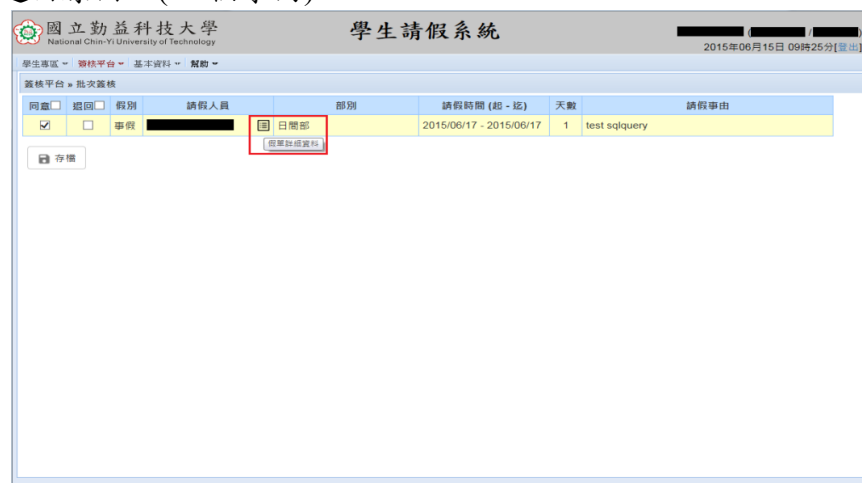 國立勤益科技大學
National Chin-Yi University of Technology
學生請假系統
( /
2015年06月15日 09時25分[登出]
學生專區 簽核平台 基本資料 幫助
簽核平台 » 批次簽核
同意 退回 假別 請假人員 部別 請假時間 (起 - 迄) 天數 請假事由
事假 日間部 2015/06/17 - 2015/06/17 1 test sqlquery
假單詳細資料
存檔